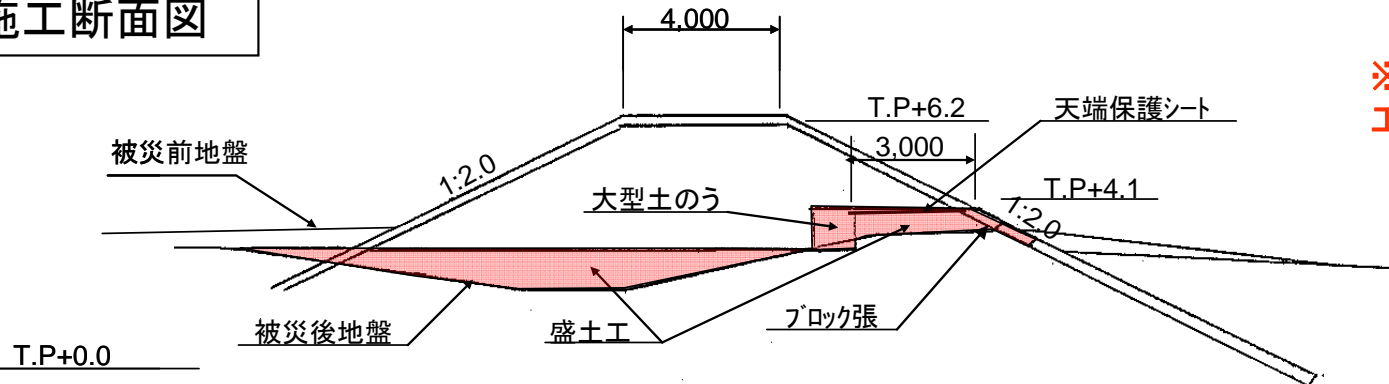 施工断面図
4,000
※
エ
T.P+6.2
天端保護シート
被災前地盤
3,000
1:2.0
T.P+4.1
大型土のう
1:2.0
ブロック張
被災後地盤
盛土工
T.P+0.0